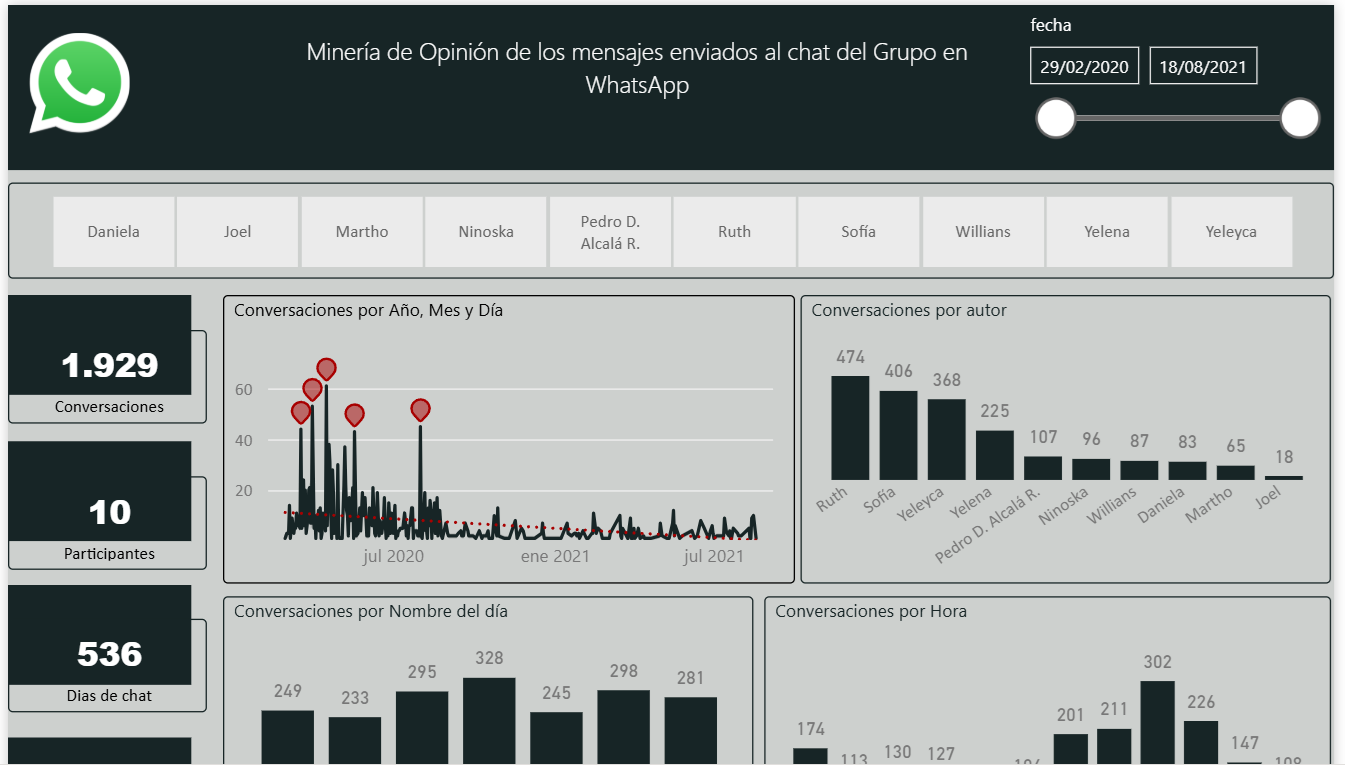 Minería de Opinión de los mensajes enviados al chat del Grupo en
WhatsApp
fecha
29/02/2020
18/08/2021
Daniela
Joel
Martho
Ninoska
Pedro D.
Alcalá R.
Ruth
Sofía
Willians
Yelena
Yeleyca
1.929
Conversaciones
10
Participantes
536
Dias de chat
Conversaciones por Año, Mes y Día
60
40
20
jul 2020
ene 2021
jul 2021
Conversaciones por autor
474
406
368
225
107
96
87
83
65
18
Ruth
Sofía
Yeleyca
Yelena
Pedro D. Alcalá R.
Ninoska
Willians
Daniela
Martho
Joel
Conversaciones por Nombre del día
249
233
295
328
245
298
281
Conversaciones por Hora
174
113
130
127
201
211
302
226
147